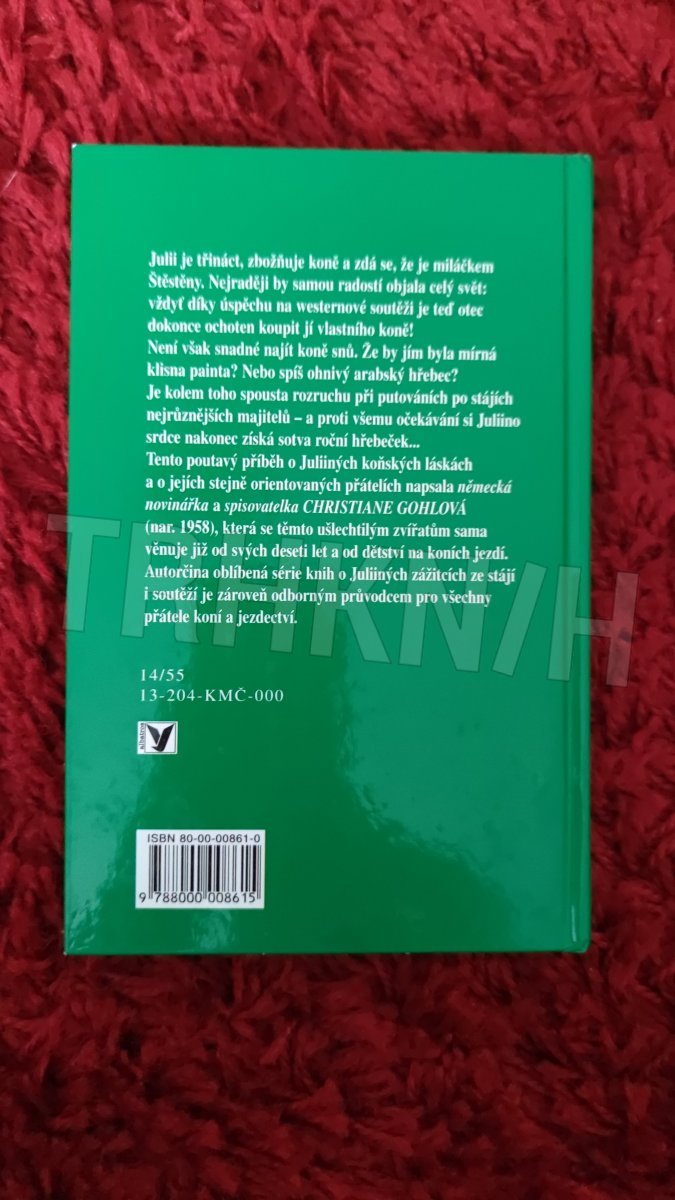 Julii je třináct, zbožňuje koně a zdá se, že je miláčkem
Štěstěny. Nejraději by samou radostí objala celý svět:
vždyť díky úspěchu na westernové soutěži je teď otec
dokonce ochoten koupit jí vlastního koně!
Není však snadné najít koně snů. Že by jím byla mírná
klisna painta? Nebo spíš ohnivý arabský hřebec?
Je kolem toho spousta rozruchu při putováních po stájích
nejrůznějších majitelů – a proti všemu očekávání si Juliino
srdce nakonec získá sotva roční hřebeček...
Tento poutavý příběh o Juliiných koňských láskách
a o jejích stejně orientovaných přátelích napsala německá
novinářka a spisovatelka CHRISTIANE GOHLOVÁ
(nar. 1958), která se těmto ušlechtilým zvířatům sama
věnuje již od svých deseti let a od dětství na koních jezdí.
Autorčina oblíbená série knih o Juliiných zážitcích ze stájí
i soutěží je zároveň odborným průvodcem pro všechny
přátele koní a jezdectví.
TRHKNIH
14/55
13-204-KMČ-000
albatros
ISBN 80-00-00861-0
9 788000 008615